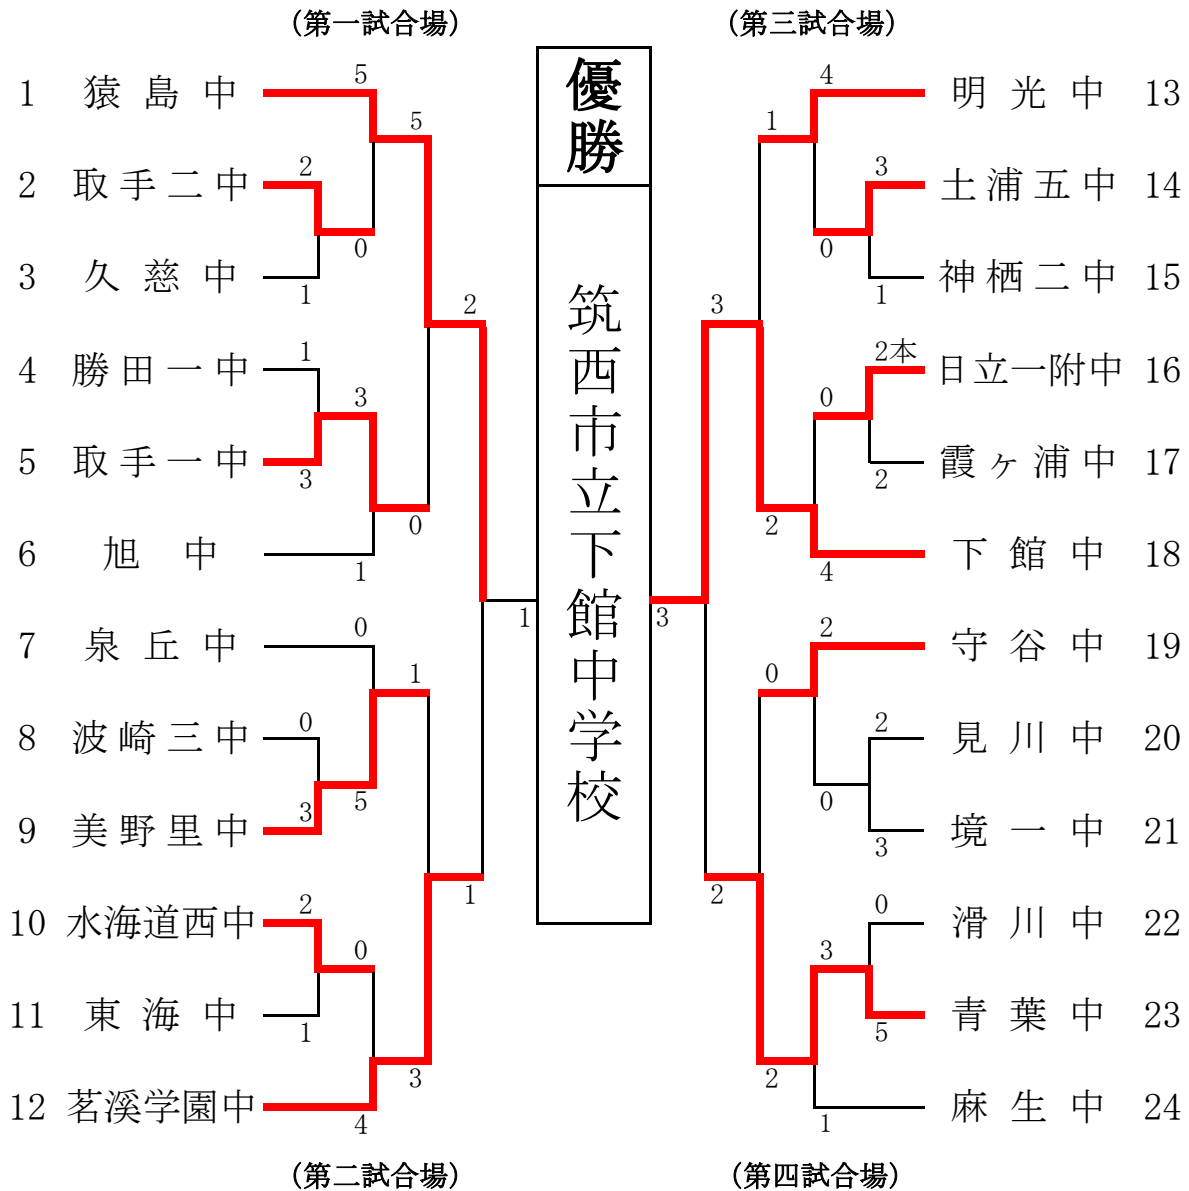 (第一試合場)
(第三試合場)
優勝
筑西市立下館中学校
1 猿島中
5
5
2 取手二中
2
0
3 久慈中
1
2
4 勝田一中
1
3
5 取手一中
3
0
6 旭中
1
1
7 泉丘中
0
1
8 波崎三中
0
5
9 美野里中
3
1
10 水海道西中
2
0
11 東海中
1
3
12 茗溪学園中
4
4
明光中 13
1
3
土浦五中 14
0
1
神栖二中 15
3
2本
日立一附中 16
0
2
霞ヶ浦中 17
2
4
下館中 18
3
2
守谷中 19
0
2
見川中 20
0
3
境一中 21
2
0
滑川中 22
3
5
青葉中 23
2
1
麻生中 24
(第二試合場)
(第四試合場)